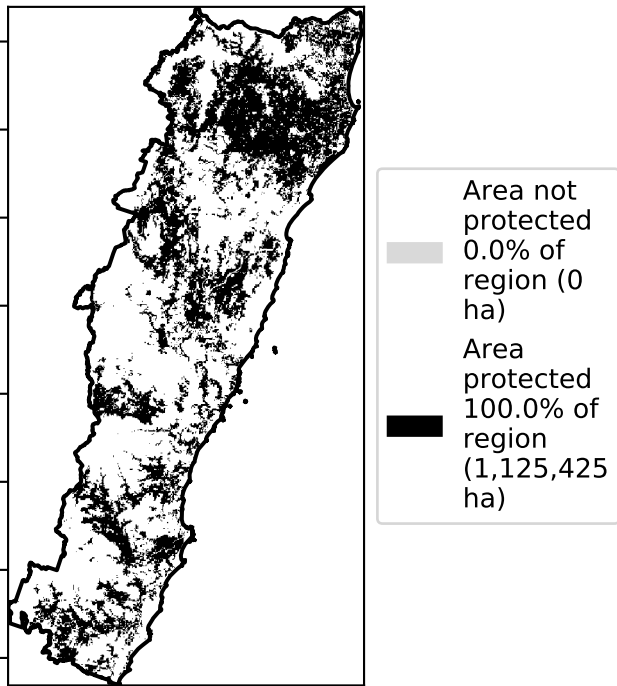 Area not
protected
0.0% of
region (0
ha)
Area
protected
100.0% of
region
(1,125,425
ha)